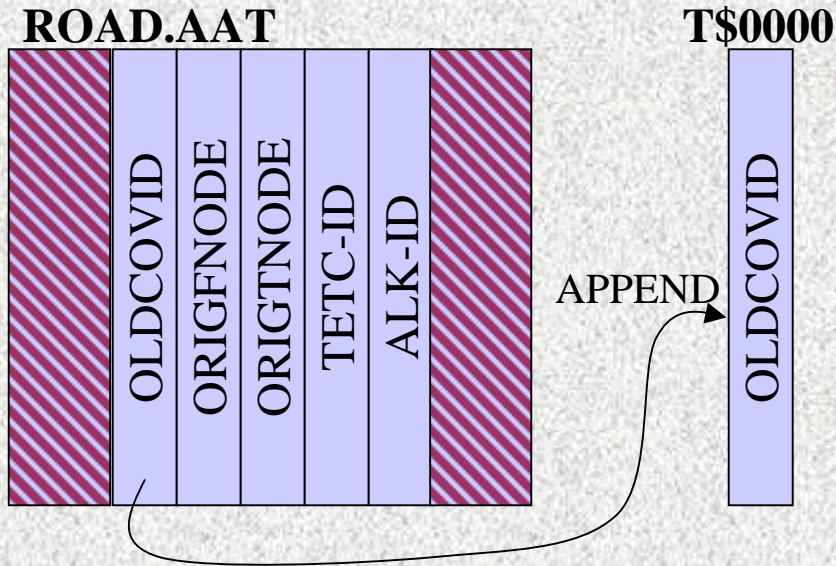 ROAD.AAT
T$0000
OLDCOVID
ORIGFNODE
ORIGTNODE
TETC-ID
ALK-ID
APPEND
OLDCOVID